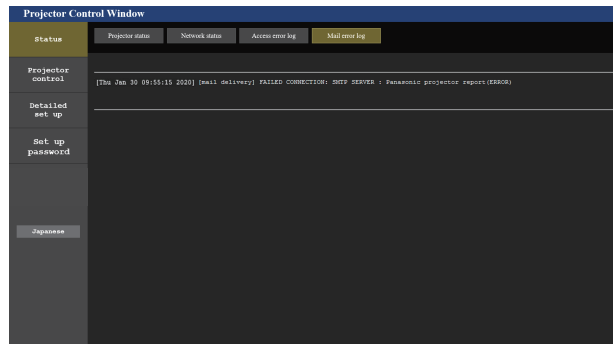 Projector Control Window
Status
Projector status
Network status
Access error log
Mail error log
Projector
control
[Thu Jan 30 09:55:15 2020] [mail delivery] FAILED CONNECTION: SMTP SERVER : Panasonic projector report(ERROR)
Detailed
set up
Set up
password
Japanese